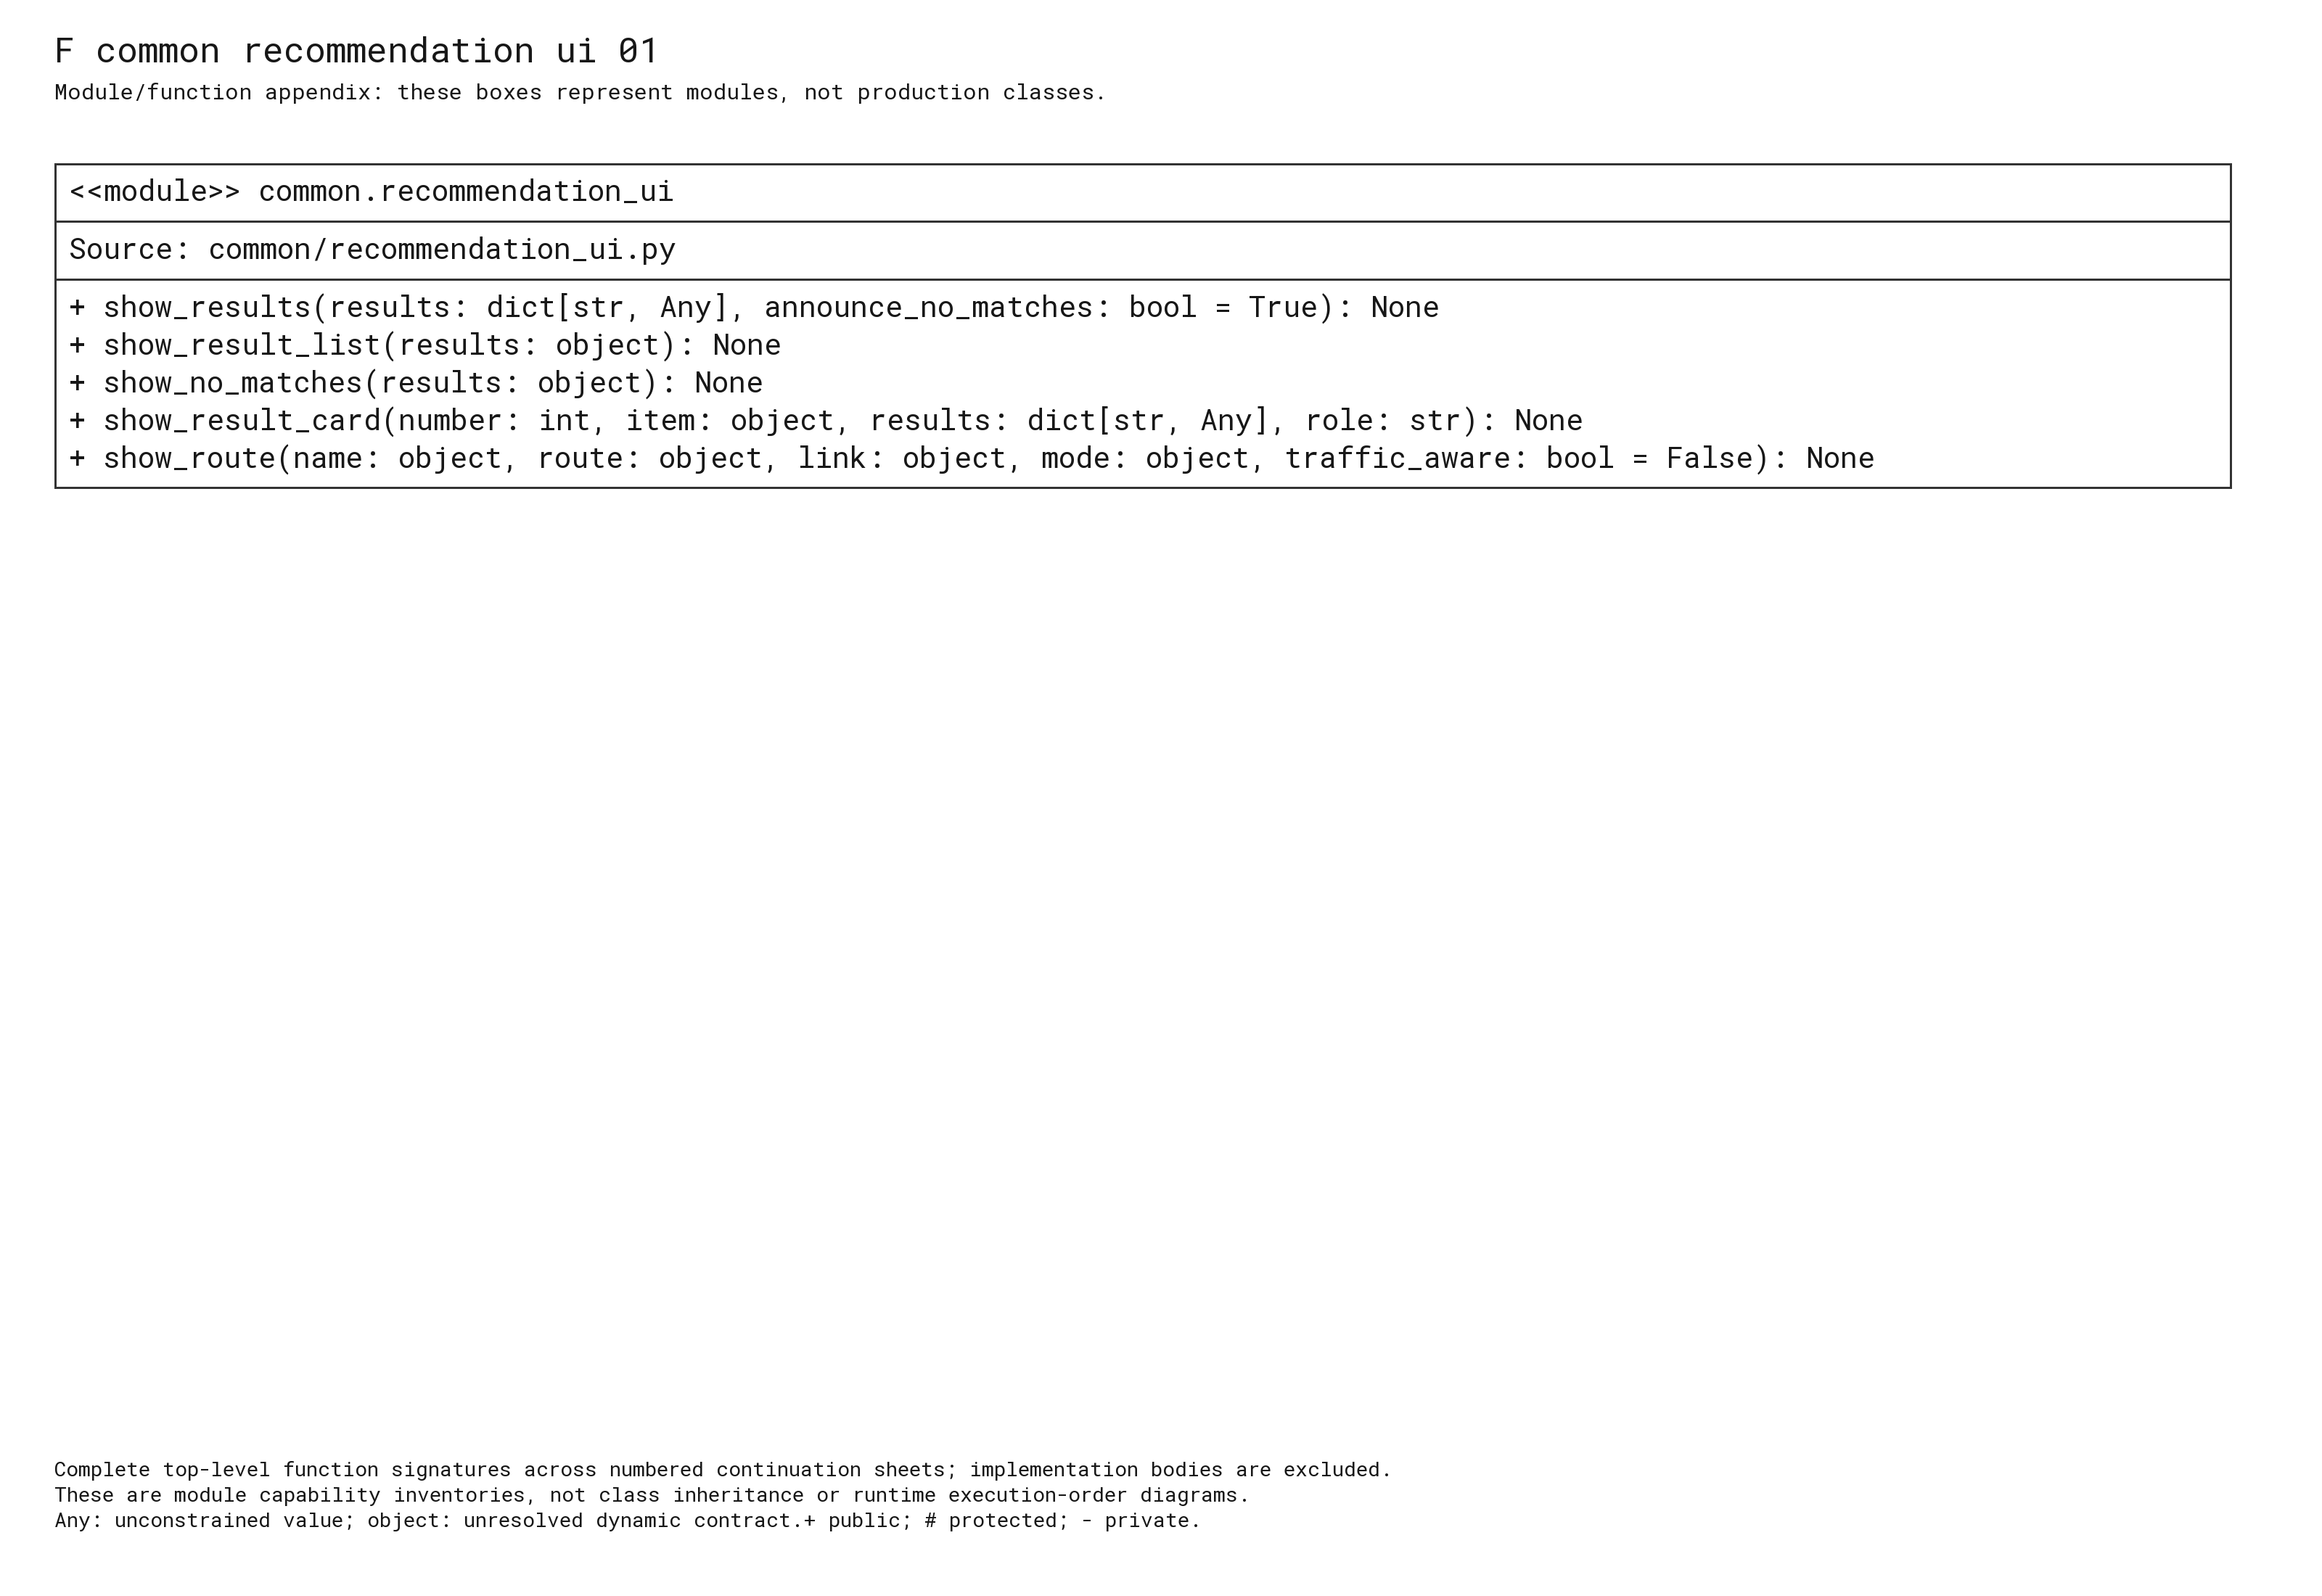 F common recommendation ui 01
Module/function appendix: these boxes represent modules, not production classes.
<<module>> common.recommendation_ui
Source: common/recommendation_ui.py
+ show_results(results: dict[str, Any], announce_no_matches: bool = True): None
+ show_result_list(results: object): None
+ show_no_matches(results: object): None
+ show_result_card(number: int, item: object, results: dict[str, Any], role: str): None
+ show_route(name: object, route: object, link: object, mode: object, traffic_aware: bool = False): None
Complete top-level function signatures across numbered continuation sheets; implementation bodies are excluded.
These are module capability inventories, not class inheritance or runtime execution-order diagrams.
Any: unconstrained value; object: unresolved dynamic contract.+ public; # protected; - private.